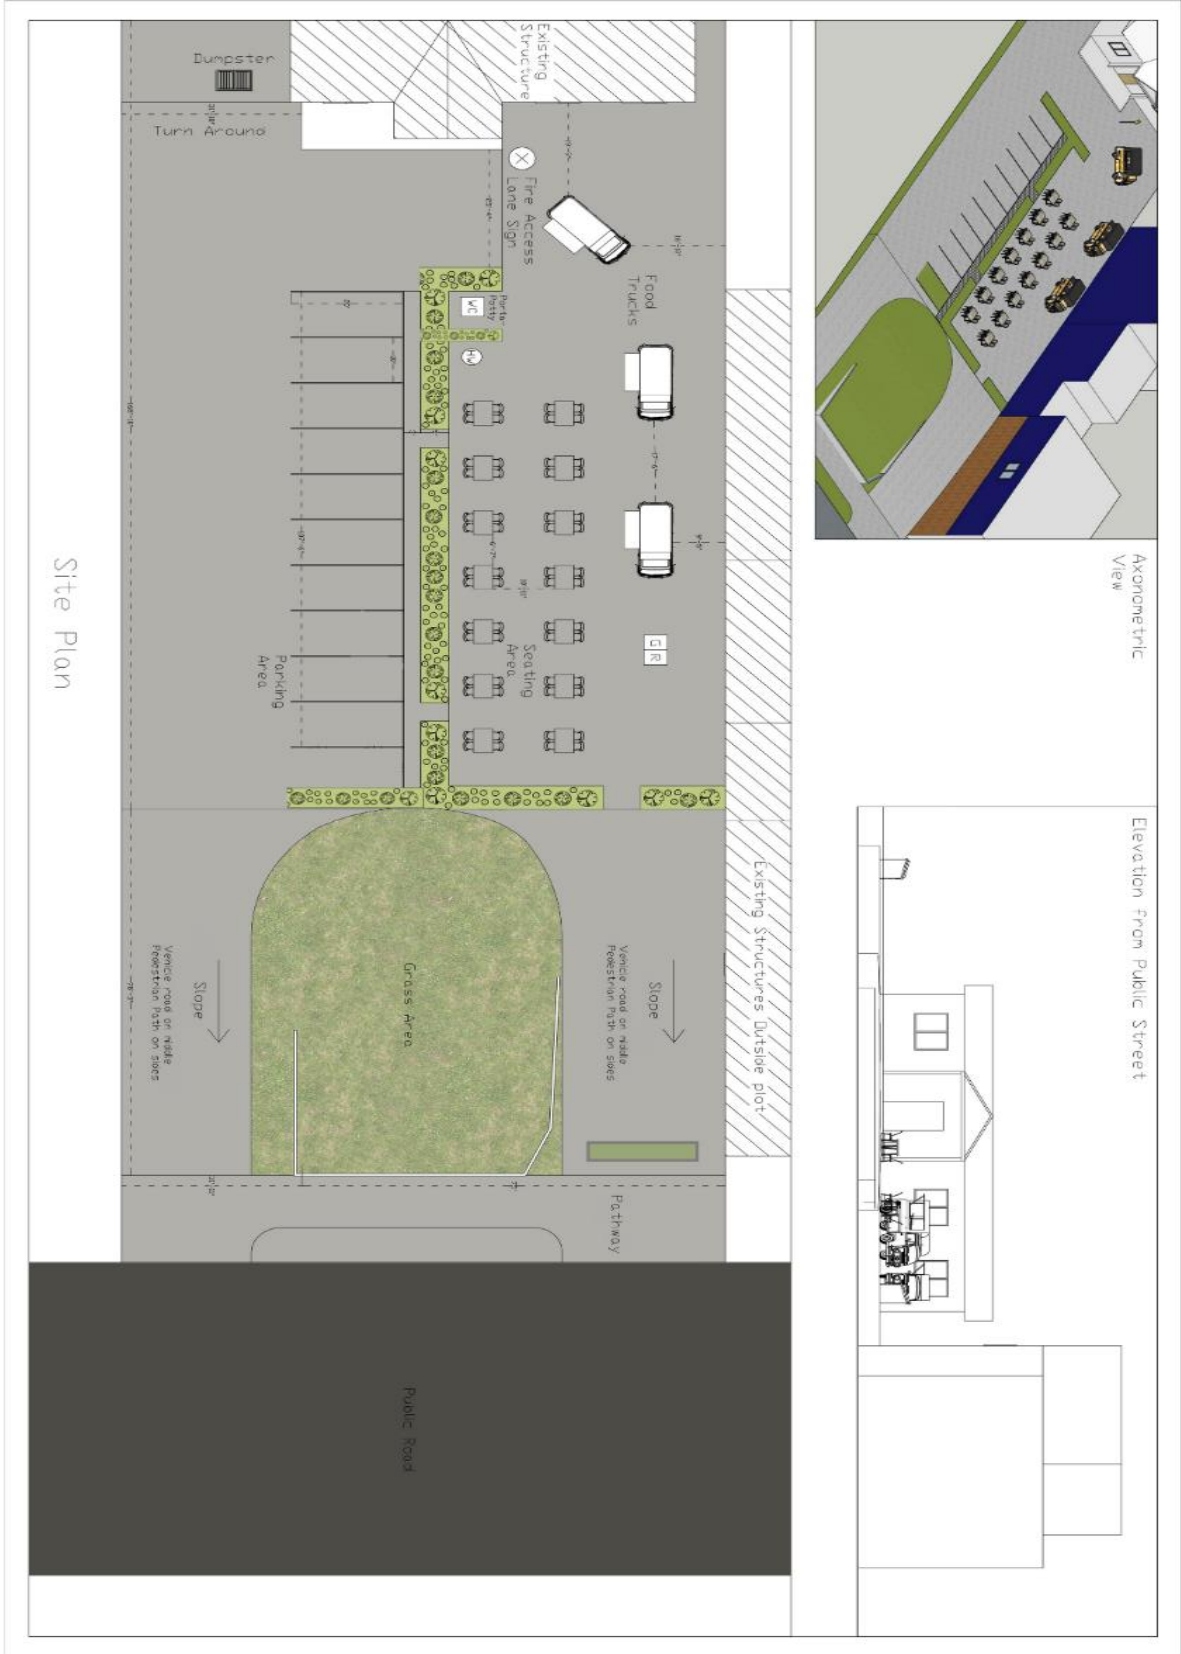 Axonometric
View
Elevation from Public Street
Existing
Structure
Dumpster
Turn Around
Fire Access
Lane Sign
Food
Trucks
Porta-
Potty
WC
HW
G R
Seating
Area
Parking
Area
Existing Structures Outside plot
Slope
Vehicle road on middle
Pedestrian Path on sides
Grass Area
Slope
Vehicle road on middle
Pedestrian Path on sides
Pathway
Public Road
Site Plan